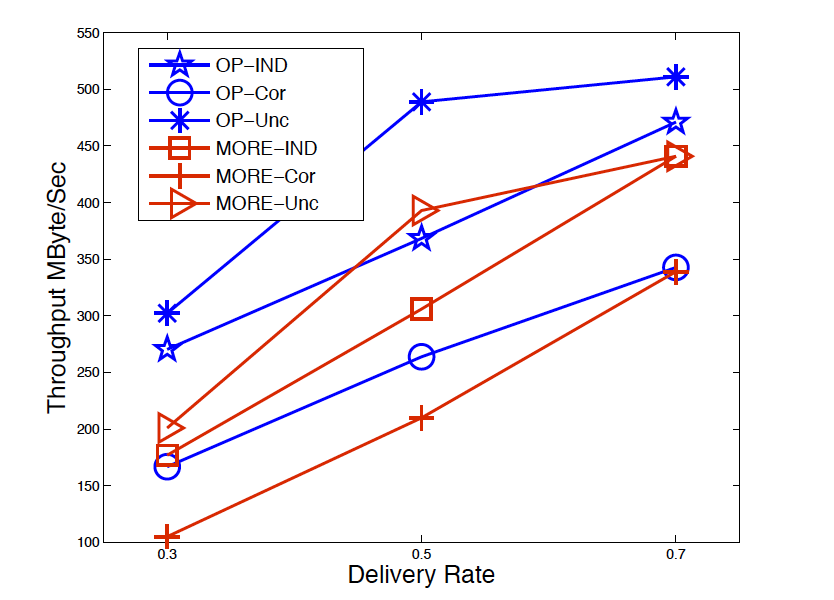 550
500
450
400
350
300
250
200
150
100
Throughput MByte/Sec
OP-IND
OP-Cor
OP-Unc
MORE-IND
MORE-Cor
MORE-Unc
0.3 0.5 0.7
Delivery Rate